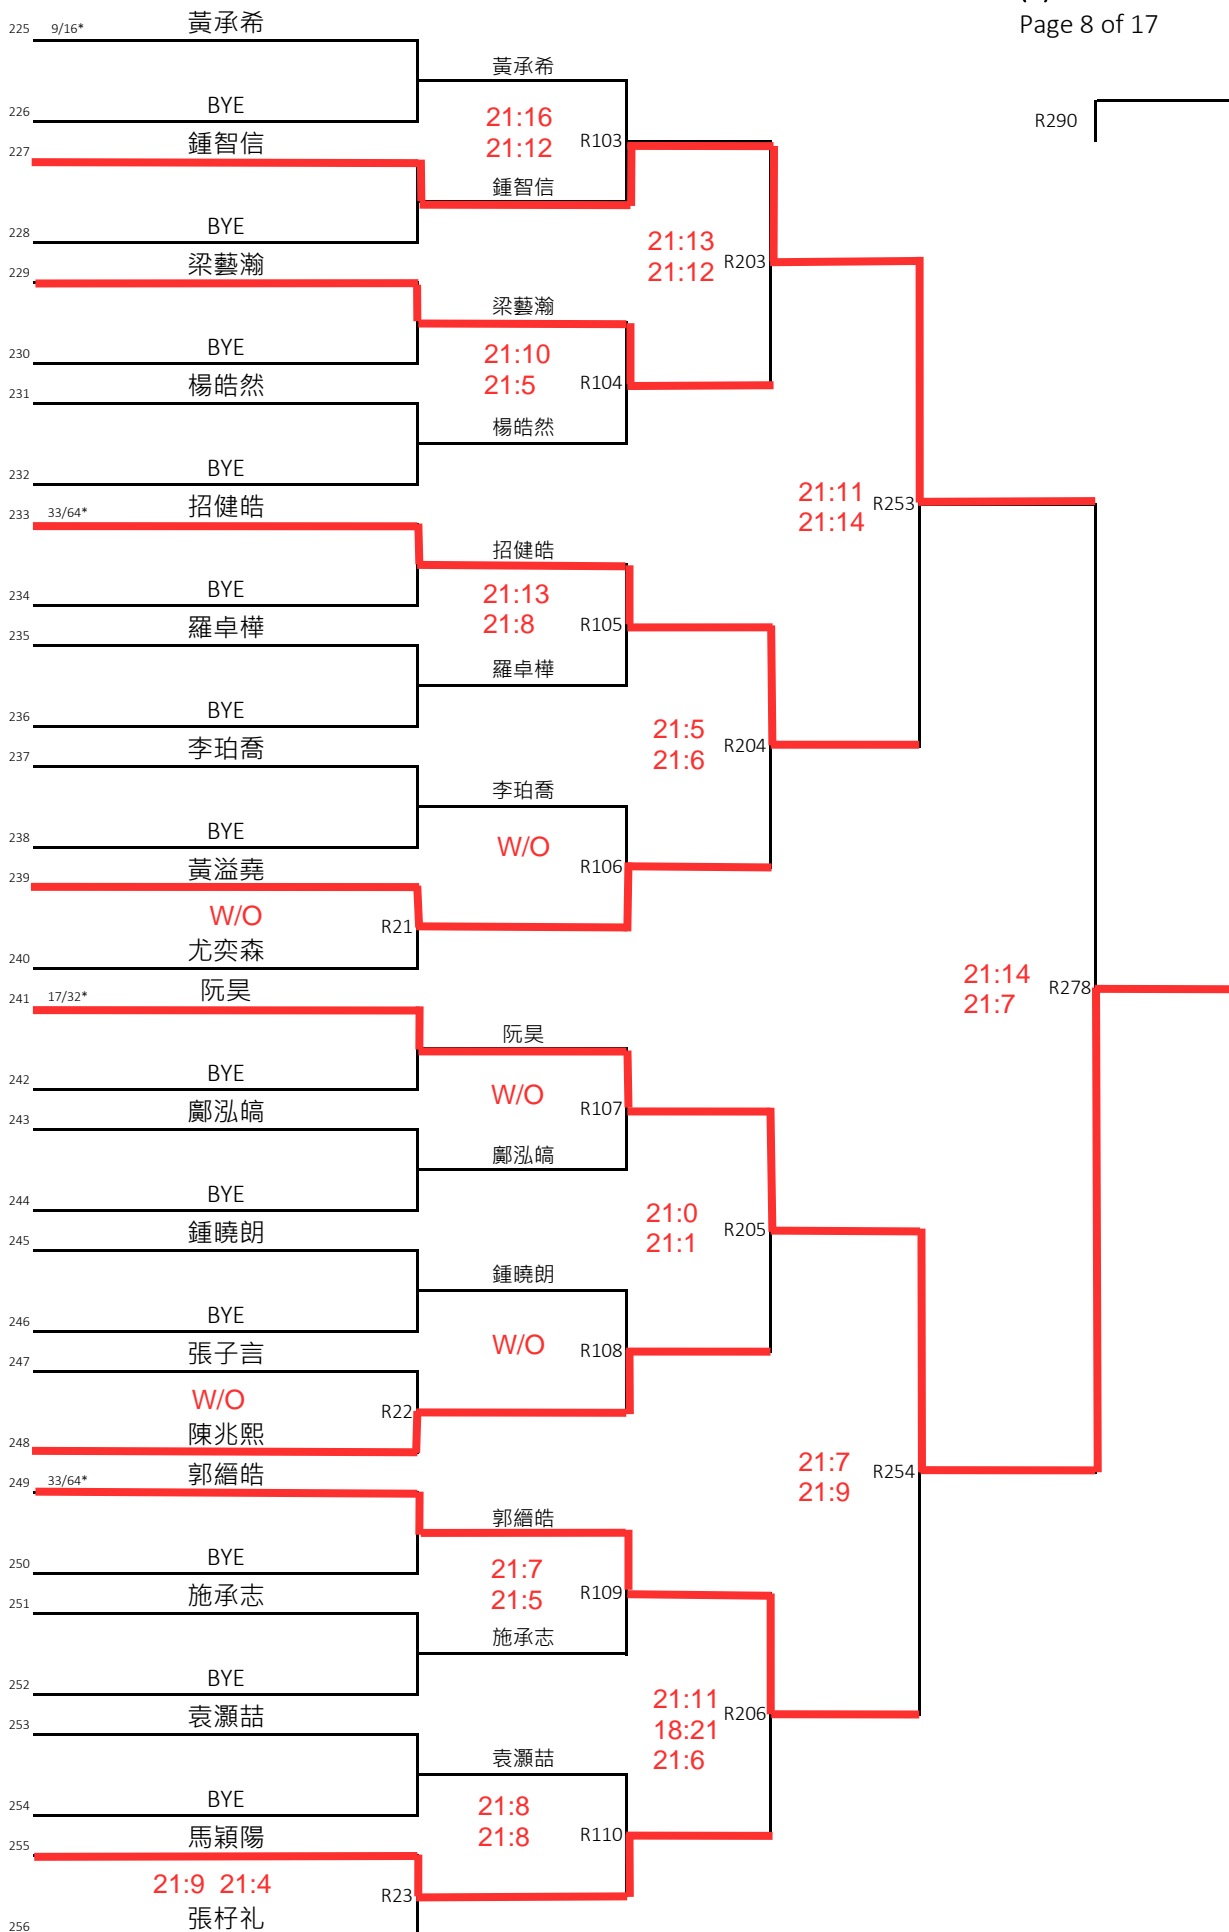 Page 8 of 17
225 9/16* 黃承希
黃承希
226 BYE
R290
21:16
21:12
R103
227 鍾智信
鍾智信
228 BYE
21:13
21:12
R203
229 梁藝瀚
梁藝瀚
230 BYE
21:10
21:5
R104
231 楊皓然
楊皓然
232 BYE
21:11
21:14
R253
233 33/64* 招健皓
招健皓
234 BYE
21:13
21:8
R105
235 羅卓樺
羅卓樺
236 BYE
21:5
21:6
R204
237 李珀喬
李珀喬
238 BYE
W/O
R106
239 黃溢堯
W/O
R21
240 尤奕森
21:14
21:7
R278
241 17/32* 阮昊
阮昊
242 BYE
W/O
R107
243 鄺泓皜
鄺泓皜
244 BYE
21:0
21:1
R205
245 鍾曉朗
鍾曉朗
246 BYE
W/O
R108
247 張子言
W/O
R22
248 陳兆熙
21:7
21:9
R254
249 33/64* 郭縉皓
郭縉皓
250 BYE
21:7
21:5
R109
251 施承志
施承志
252 BYE
21:11
18:21
21:6
R206
253 袁灝喆
袁灝喆
254 BYE
21:8
21:8
R110
255 馬穎陽
21:9 21:4
R23
256 張杍礼